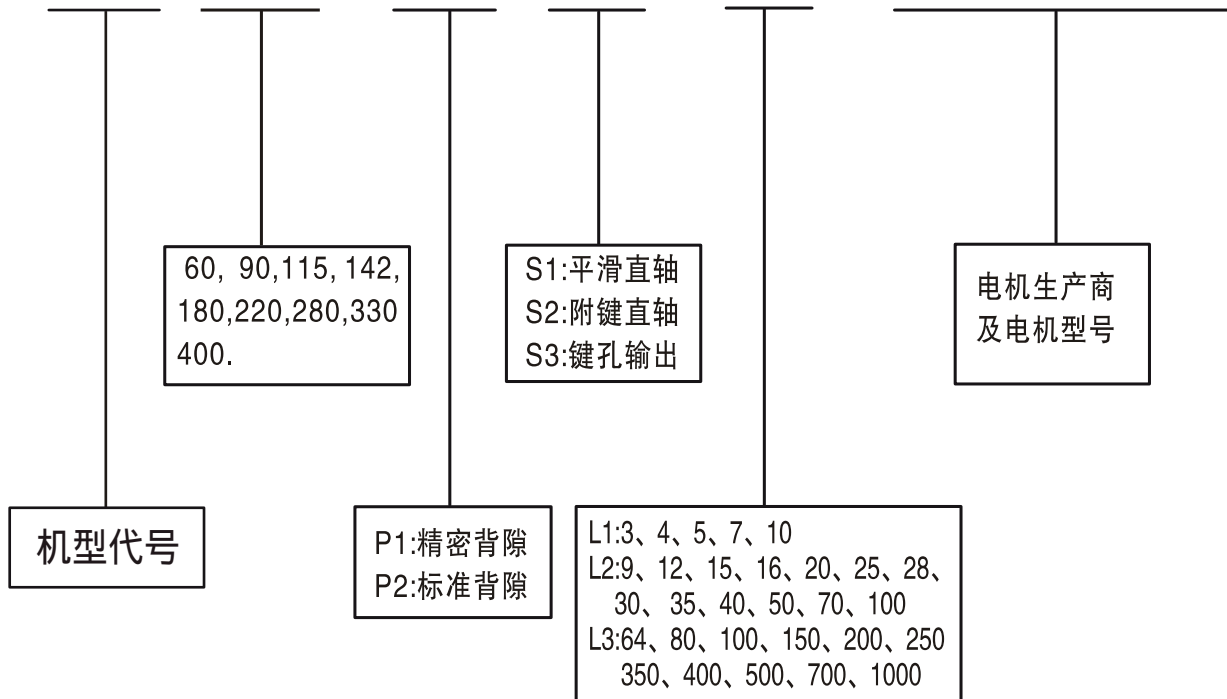 60, 90,115, 142,
180,220,280,330
400.
S1:平滑直轴
S2:附键直轴
S3:键孔输出
电机生产商
及电机型号
机型代号
P1:精密背隙
P2:标准背隙
L1:3、4、5、7、10
L2:9、12、15、16、20、25、28、
30、35、40、50、70、100
L3:64、80、100、150、200、250
350、400、500、700、1000